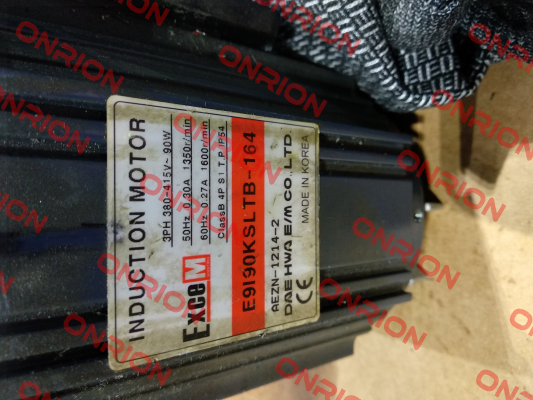 INDUCTION MOTOR
3PH 380-415V~ 90W
50Hz 0.30A 1350r/min
60Hz 0.27A 1600r/min
ClassB 4P S1 T.P IP54
Excem
E9I90KSLTB-164
AEZN-1214-2
DAE HWA E/M CO., LTD.
CE MADE IN KOREA
ONRION
ONRION
ONRION
ONRION
ONRION
ONRION
ONRION
ONRION
ONRION
ONRION
ONRION